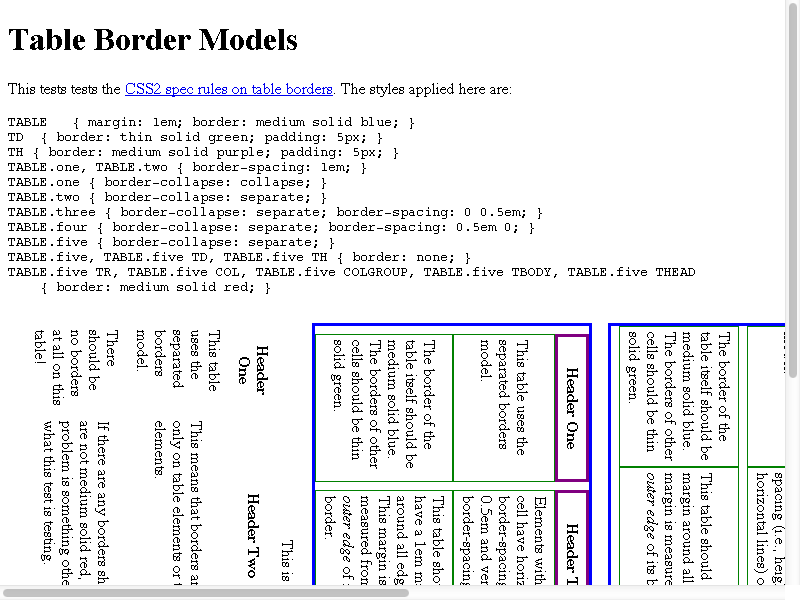 Table Border Models
This tests tests the CSS2 spec rules on table borders. The styles applied here are:
TABLE { margin: 1em; border: medium solid blue; }
TD { border: thin solid green; padding: 5px; }
TH { border: medium solid purple; padding: 5px; }
TABLE.one, TABLE.two { border-spacing: 1em; }
TABLE.one { border-collapse: collapse; }
TABLE.two { border-collapse: separate; }
TABLE.three { border-collapse: separate; border-spacing: 0 0.5em; }
TABLE.four { border-collapse: separate; border-spacing: 0.5em 0; }
TABLE.five { border-collapse: separate; }
TABLE.five, TABLE.five TD, TABLE.five TH { border: none; }
TABLE.five TR, TABLE.five COL, TABLE.five COLGROUP, TABLE.five TBODY, TABLE.five THEAD
{ border: medium solid red; }
spacing (i.e., heig
horizontal lines) o
The border of the
table itself should be
medium solid blue.
The borders of other
cells should be thin
solid green.
This table should
margin around all
margin is measure
outer edge of its b
Header One
Header T
This table uses the
separated borders
model.
Elements with
cell have horiz
border-spacing
0.5em and ver
border-spacing
The border of the
table itself should be
medium solid blue.
The borders of other
cells should be thin
solid green.
This table sho
have a 1em m
around all edg
This margin is
measured from
outer edge of
border.
This is
Header
One
Header Two
This table
uses the
separated
borders
model.
This means that borders ar
only on table elements or t
elements.
There
should be
no borders
at all on this
table!
If there are any borders sh
are not medium solid red,
problem is something othe
what this test is testing.